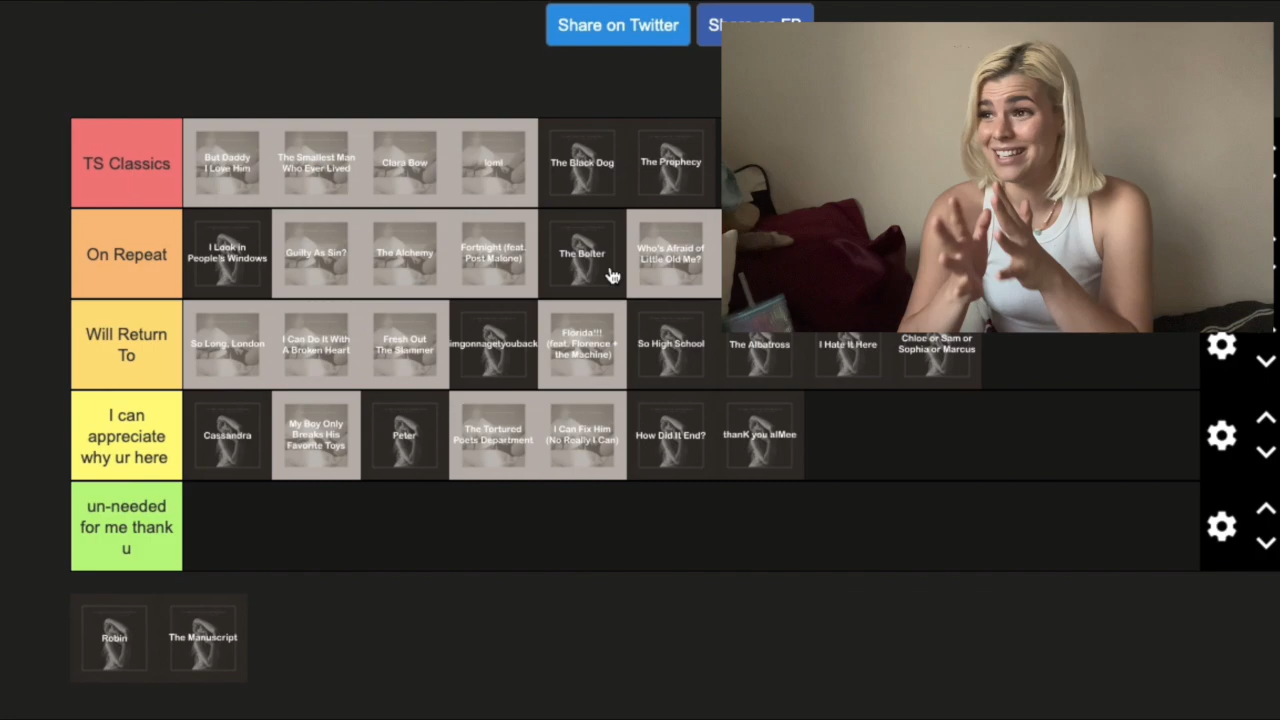 Share on Twitter
Share on FB
TS Classics
But Daddy
I Love Him
The Smallest Man
Who Ever Lived
Clara Bow
loml
The Black Dog
The Prophecy
On Repeat
I Look in
People's Windows
Guilty As Sin?
The Alchemy
Fortnight (feat.
Post Malone)
The Bolter
Who's Afraid of
Little Old Me?
Will Return
To
So Long, London
I Can Do It With
A Broken Heart
Fresh Out
The Slammer
imgonnagetyouback
Florida!!!
(feat. Florence +
the Machine)
So High School
The Albatross
I Hate It Here
Chloe or Sam or
Sophia or Marcus
I can
appreciate
why ur here
Cassandra
My Boy Only
Breaks His
Favorite Toys
Peter
The Tortured
Poets Department
I Can Fix Him
(No Really I Can)
How Did It End?
thanK you aIMee
un-needed
for me thank
u
Robin
The Manuscript